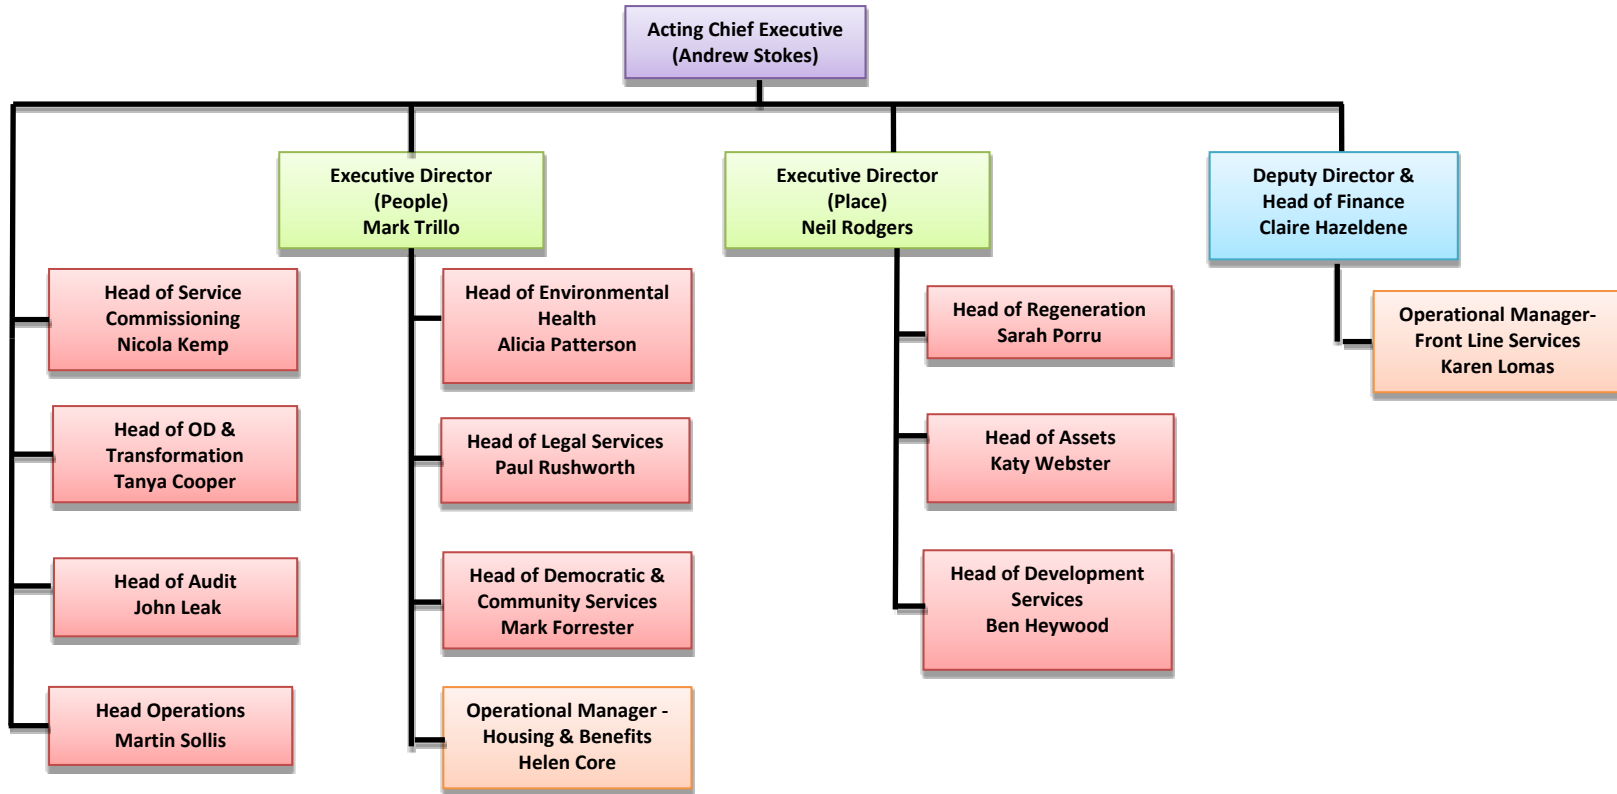 Acting Chief Executive
(Andrew Stokes)
Executive Director
(People)
Mark Trillo
Executive Director
(Place)
Neil Rodgers
Deputy Director &
Head of Finance
Claire Hazeldene
Head of Service
Commissioning
Nicola Kemp
Head of OD &
Transformation
Tanya Cooper
Head of Audit
John Leak
Head Operations
Martin Sollis
Head of Environmental
Health
Alicia Patterson
Head of Legal Services
Paul Rushworth
Head of Democratic &
Community Services
Mark Forrester
Operational Manager -
Housing & Benefits
Helen Core
Head of Regeneration
Sarah Porru
Head of Assets
Katy Webster
Head of Development
Services
Ben Heywood
Operational Manager-
Front Line Services
Karen Lomas